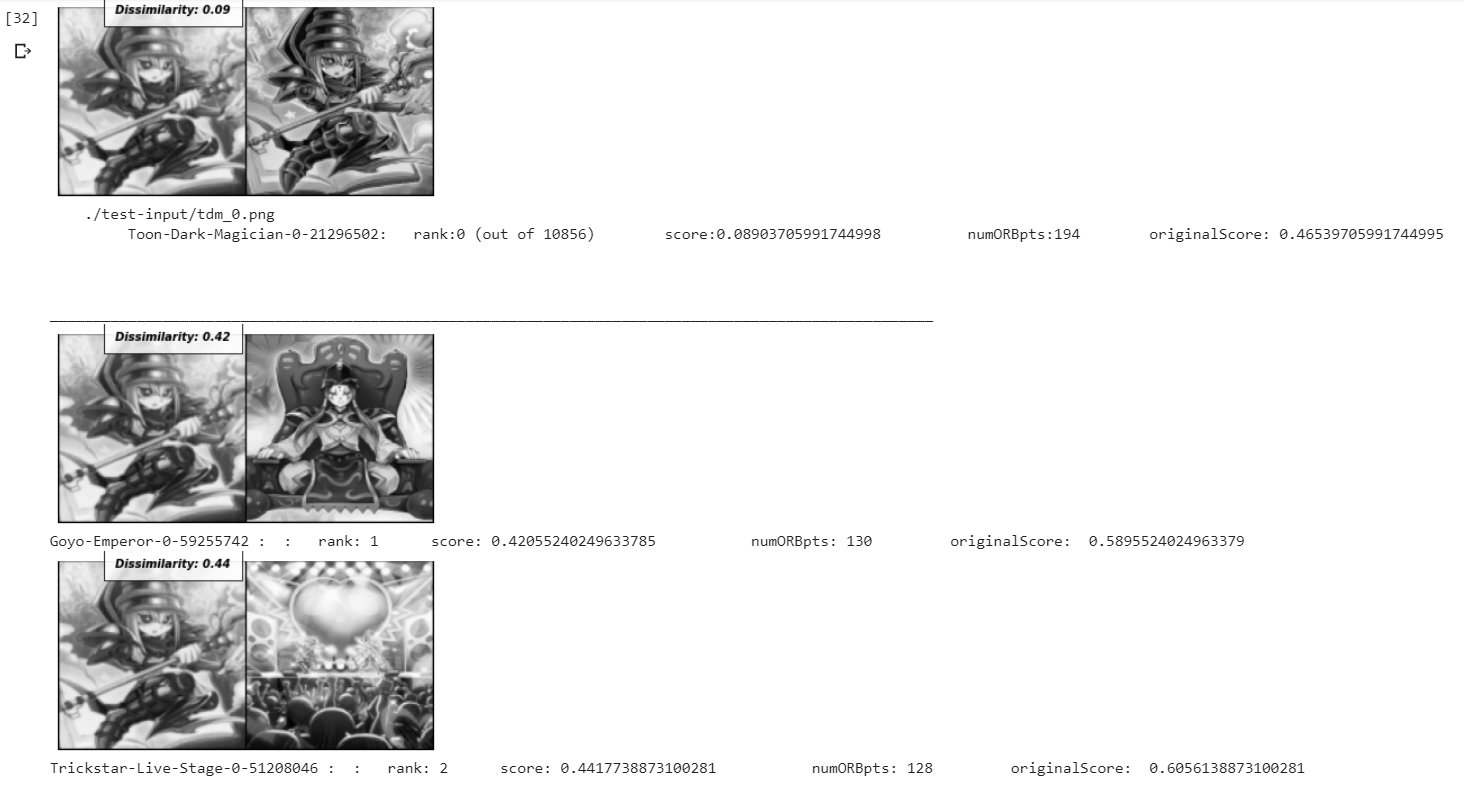 [32]
Dissimilarity: 0.09
./test-input/tdm_0.png
Toon-Dark-Magician-0-21296502: rank:0 (out of 10856) score:0.08903705991744998 numORBpts:194 originalScore: 0.46539705991744995
Dissimilarity: 0.42
Goyo-Emperor-0-59255742 : : rank: 1 score: 0.42055240249633785 numORBpts: 130 originalScore: 0.5895524024963379
Dissimilarity: 0.44
Trickstar-Live-Stage-0-51208046 : : rank: 2 score: 0.4417738873100281 numORBpts: 128 originalScore: 0.6056138873100281